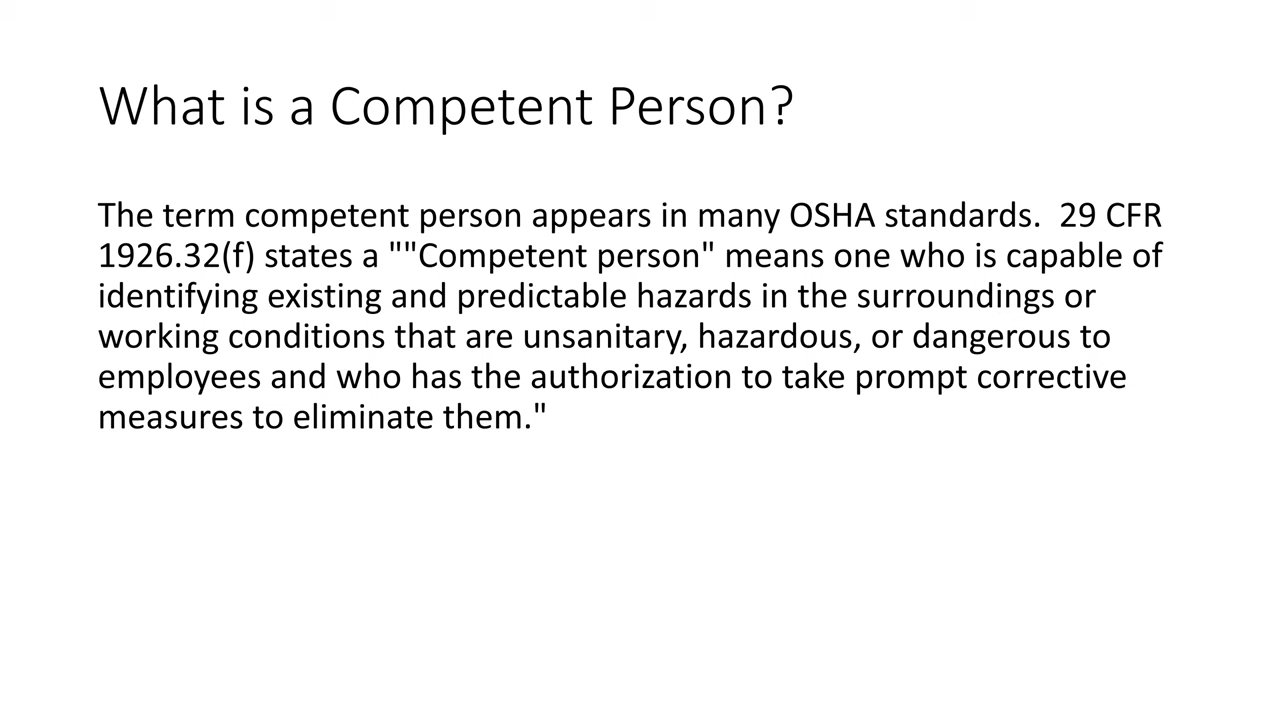 What is a Competent Person?
The term competent person appears in many OSHA standards.  29 CFR
1926.32(f) states a ""Competent person" means one who is capable of
identifying existing and predictable hazards in the surroundings or
working conditions that are unsanitary, hazardous, or dangerous to
employees and who has the authorization to take prompt corrective
measures to eliminate them."